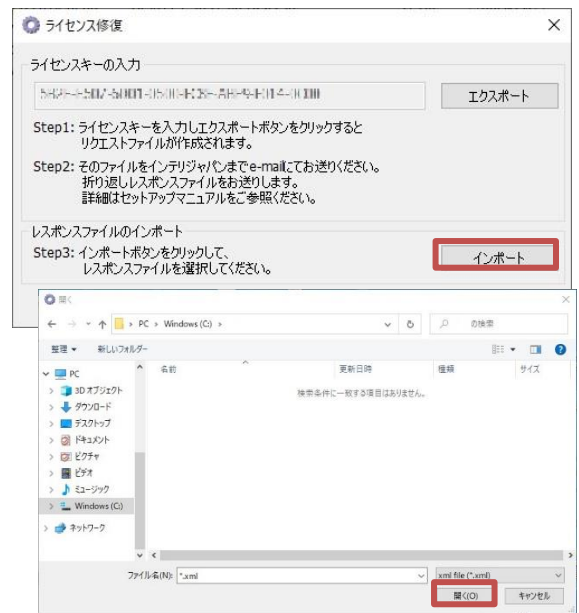 ライセンス修復
ライセンスキーの入力
エクスポート
Step1: ライセンスキーを入力しエクスポートボタンをクリックすると
リクエストファイルが作成されます。
Step2: そのファイルをインテリジャパンまでe-mailにてお送りください。
折り返しレスポンスファイルをお送りします。
詳細はセットアップマニュアルをご参照ください。
レスポンスファイルのインポート
Step3: インポートボタンをクリックして、
レスポンスファイルを選択してください。
インポート
開く
PC › Windows (C:) ›
の検索
整理 新しいフォルダー
名前 更新日時 種類 サイズ
検索条件に一致する項目はありません。
PC
3D オブジェクト
ダウンロード
デスクトップ
ドキュメント
ピクチャ
ビデオ
ミュージック
Windows (C:)
ネットワーク
ファイル名(N): *.xml
xml file (*.xml)
開く(O) キャンセル